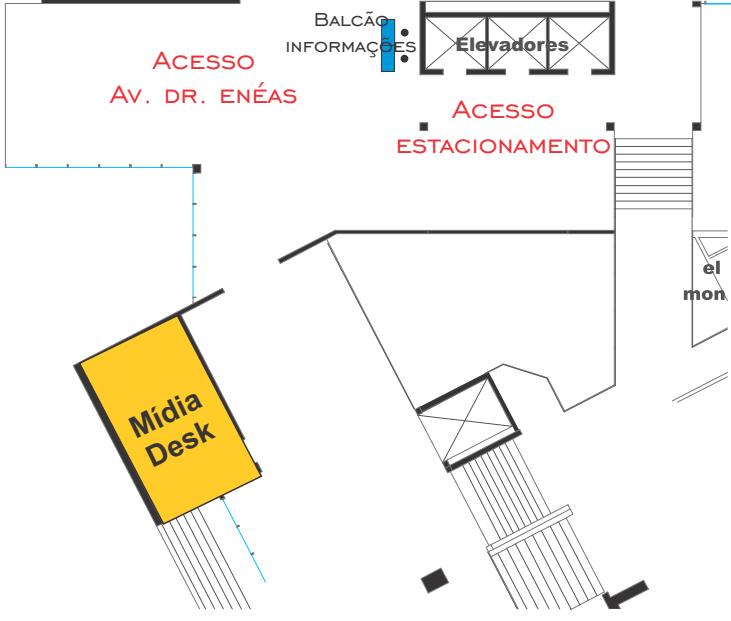 Balcão
informações
Elevadores
Acesso
Av. dr. enéas
Acesso
estacionamento
el
mon
Mídia
Desk